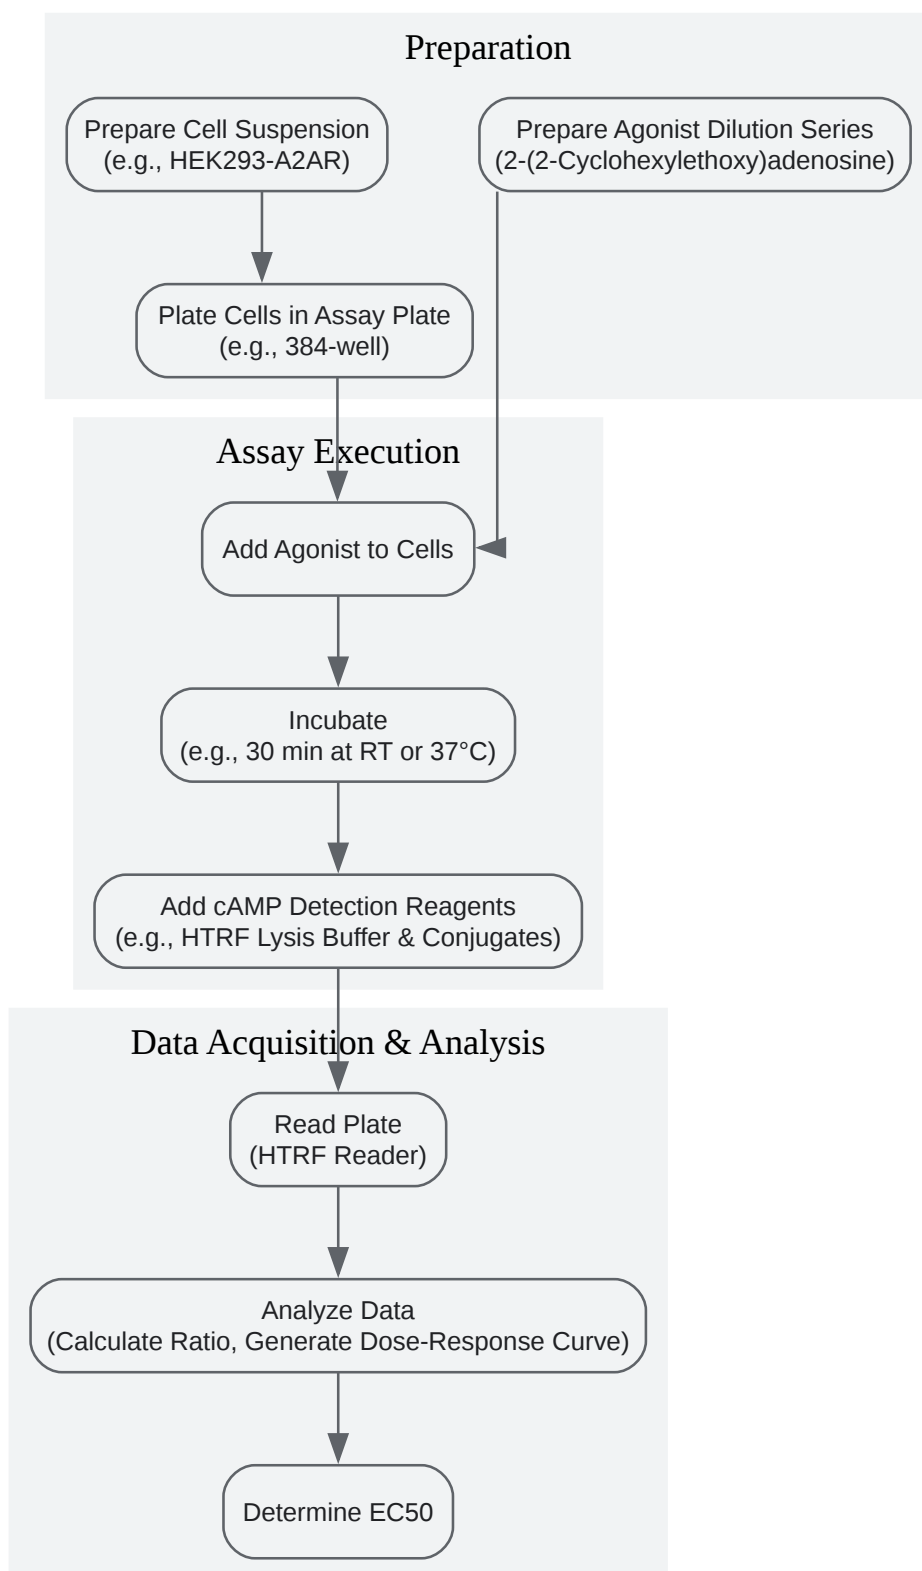 Preparation
Prepare Cell Suspension
(e.g., HEK293-A2AR)
Prepare Agonist Dilution Series
(2-(2-Cyclohexylethoxy)adenosine)
Plate Cells in Assay Plate
(e.g., 384-well)
Assay Execution
Add Agonist to Cells
Incubate
(e.g., 30 min at RT or 37°C)
Add cAMP Detection Reagents
(e.g., HTRF Lysis Buffer & Conjugates)
Data Acquisition & Analysis
Read Plate
(HTRF Reader)
Analyze Data
(Calculate Ratio, Generate Dose-Response Curve)
Determine EC50